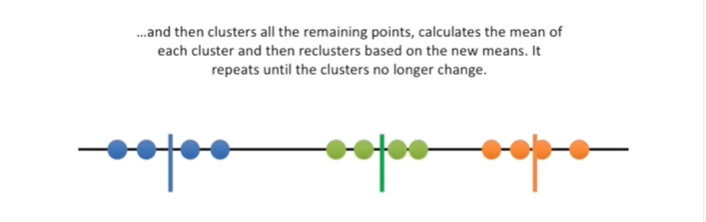 ...and then clusters all the remaining points, calculates the mean of
each cluster and then reclusters based on the new means. It
repeats until the clusters no longer change.